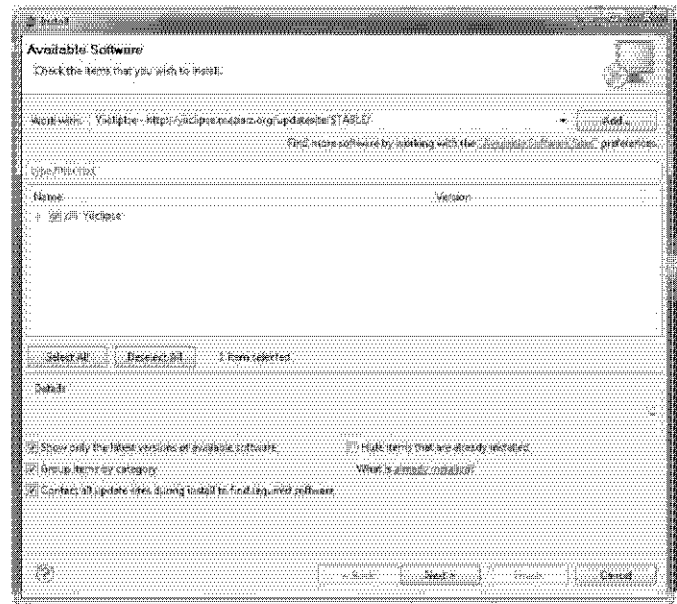 Install
Available Software
Check the items that you wish to install.
Work with: Yiiclipse - http://yiiclipse.maziarz.org/updatesite/STABLE/
Add...
Find more software by working with the "Available Software Sites" preferences.
type filter text
Name
Version
Yiiclipse
Select All
Deselect All
1 item selected
Details
Show only the latest versions of available software
Hide items that are already installed
Group items by category
What is already installed?
Contact all update sites during install to find required software
?
< Back
Next >
Finish
Cancel